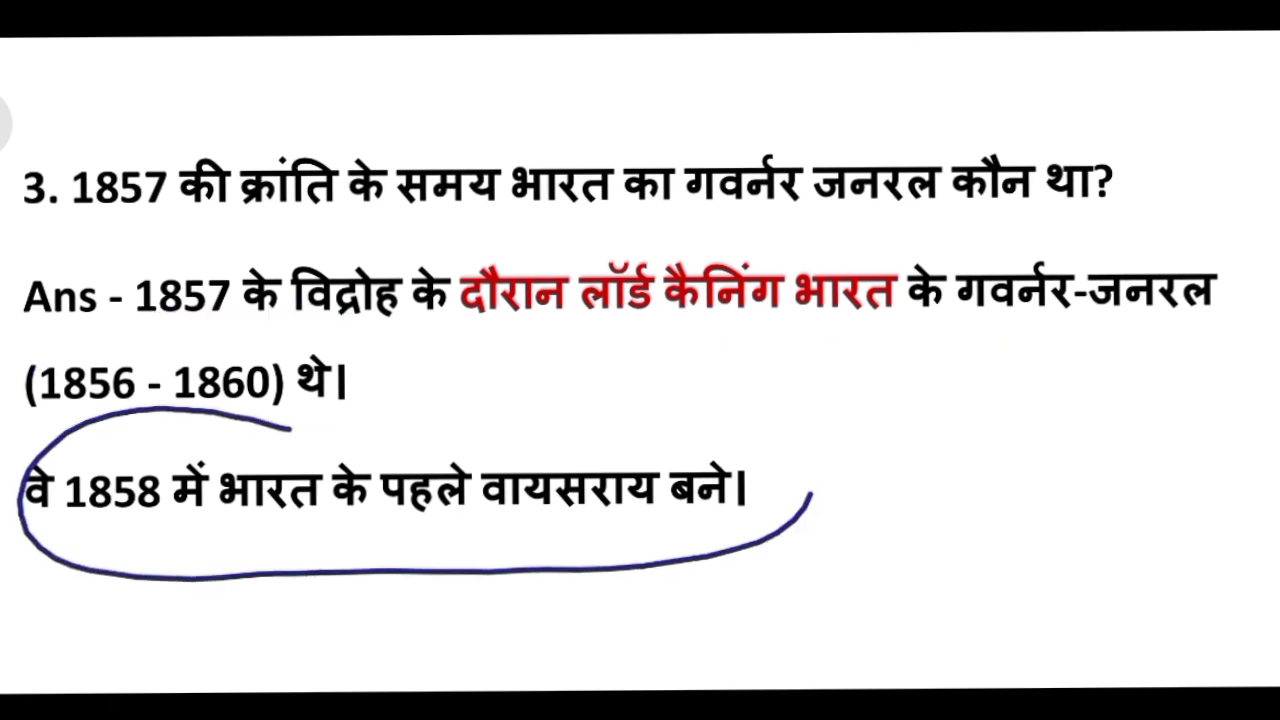 3. 1857 की क्रांति के समय भारत का गवर्नर जनरल कौन था?
Ans - 1857 के विद्रोह के दौरान लॉर्ड कैनिंग भारत के गवर्नर-जनरल
(1856 - 1860) थे।
वे 1858 में भारत के पहले वायसराय बने।